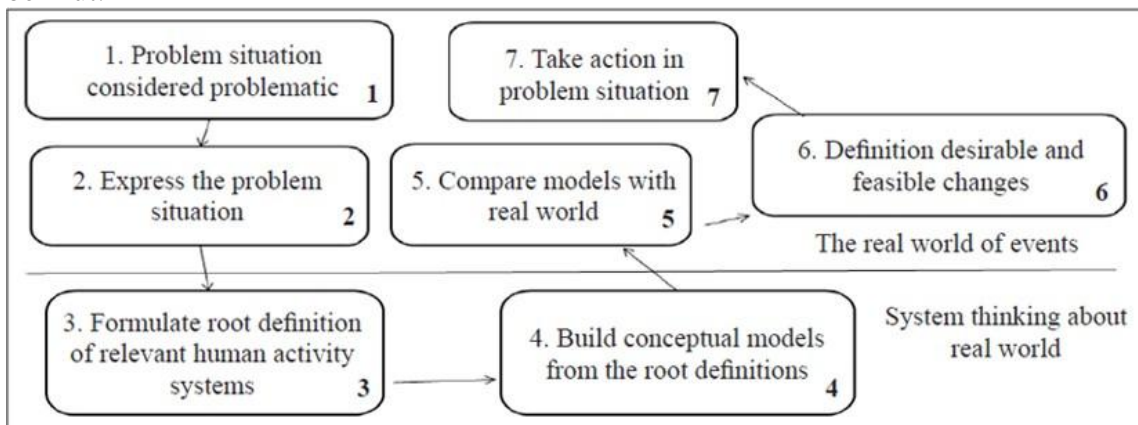 1. Problem situation
considered problematic 1
7. Take action in
problem situation 7
2. Express the problem
situation 2
5. Compare models with
real world 5
6. Definition desirable and
feasible changes 6
The real world of events
3. Formulate root definition
of relevant human activity
systems 3
4. Build conceptual models
from the root definitions 4
System thinking about
real world